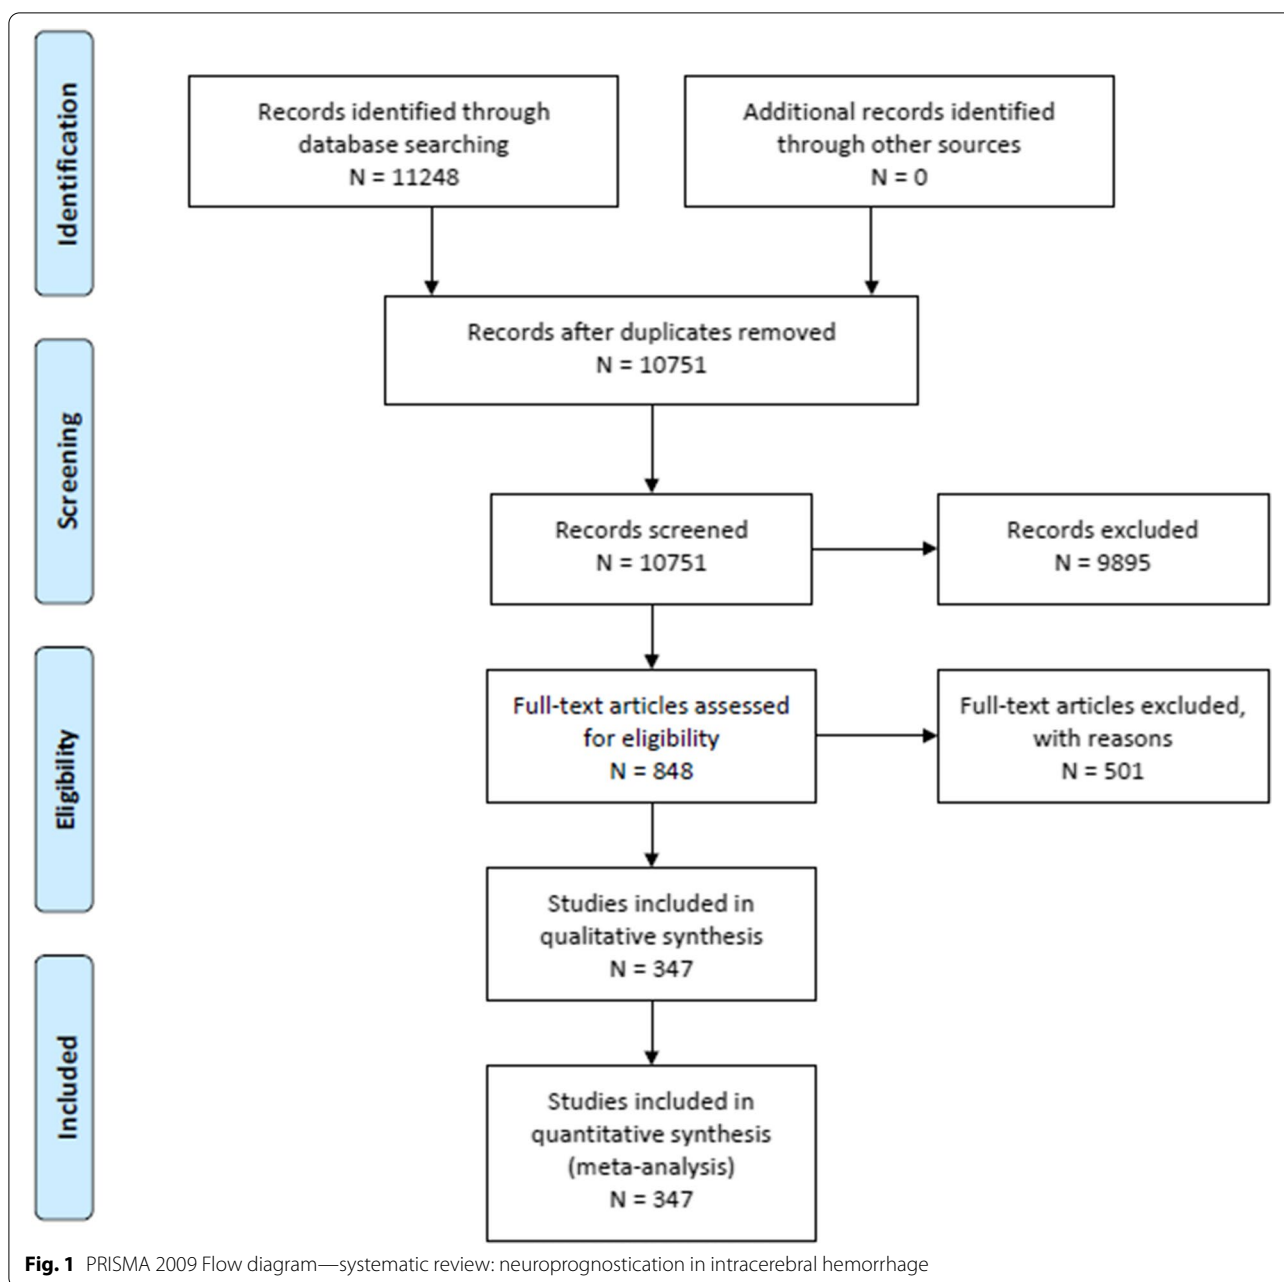 Identification
Records identified through
database searching
N = 11248
Additional records identified
through other sources
N = 0
Records after duplicates removed
N = 10751
Screening
Records screened
N = 10751
Records excluded
N = 9895
Eligibility
Full-text articles assessed
for eligibility
N = 848
Full-text articles excluded,
with reasons
N = 501
Studies included in
qualitative synthesis
N = 347
Included
Studies included in
quantitative synthesis
(meta-analysis)
N = 347
Fig. 1 PRISMA 2009 Flow diagram—systematic review: neuroprognostication in intracerebral hemorrhage